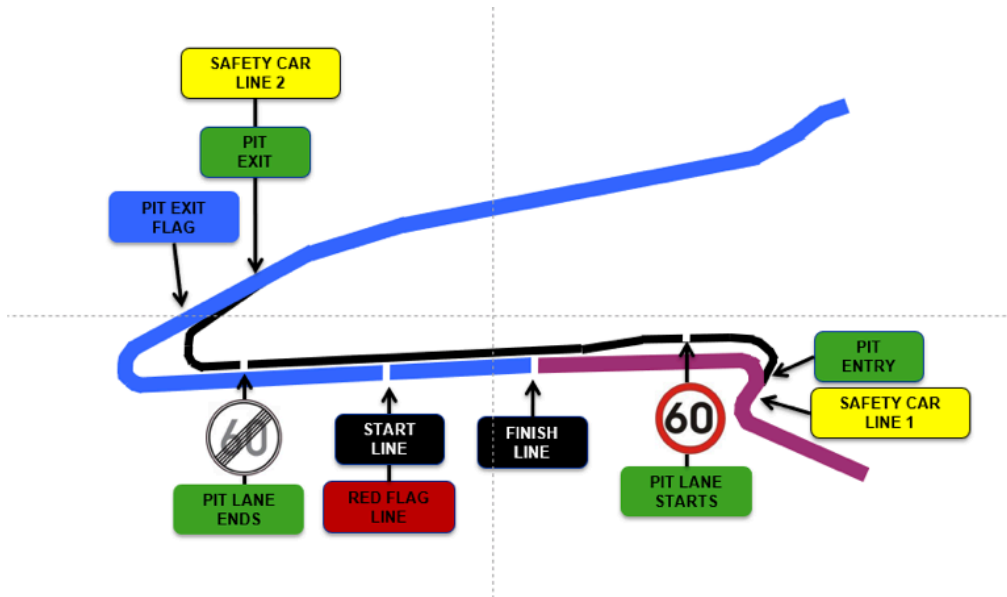 SAFETY CAR
LINE 2
PIT
EXIT
PIT EXIT
FLAG
PIT
ENTRY
SAFETY CAR
LINE 1
60
60
START
LINE
FINISH
LINE
PIT LANE
ENDS
RED FLAG
LINE
PIT LANE
STARTS